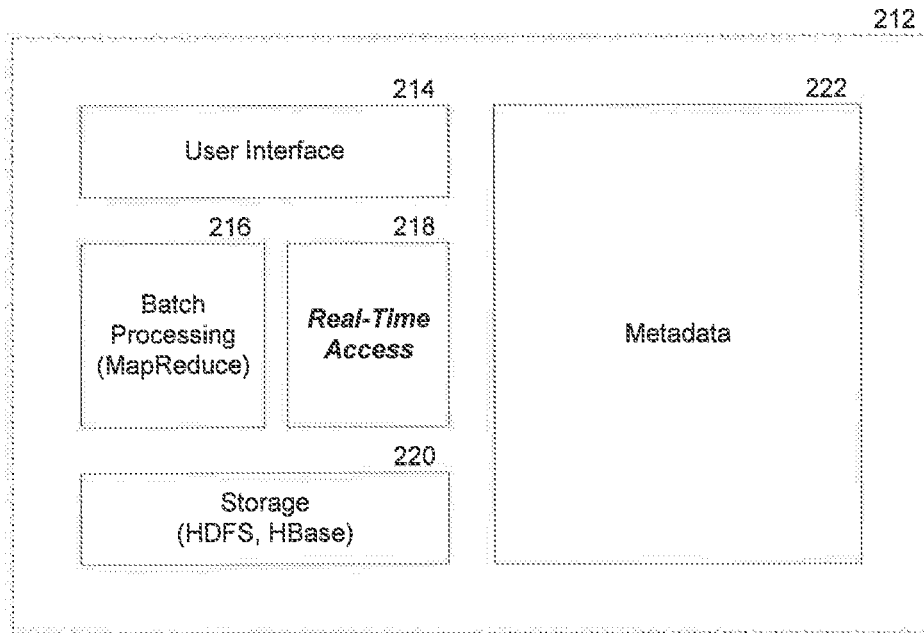 212
214
User Interface
222
216
Batch
Processing
(MapReduce)
218
Real-Time
Access
Metadata
220
Storage
(HDFS, HBase)